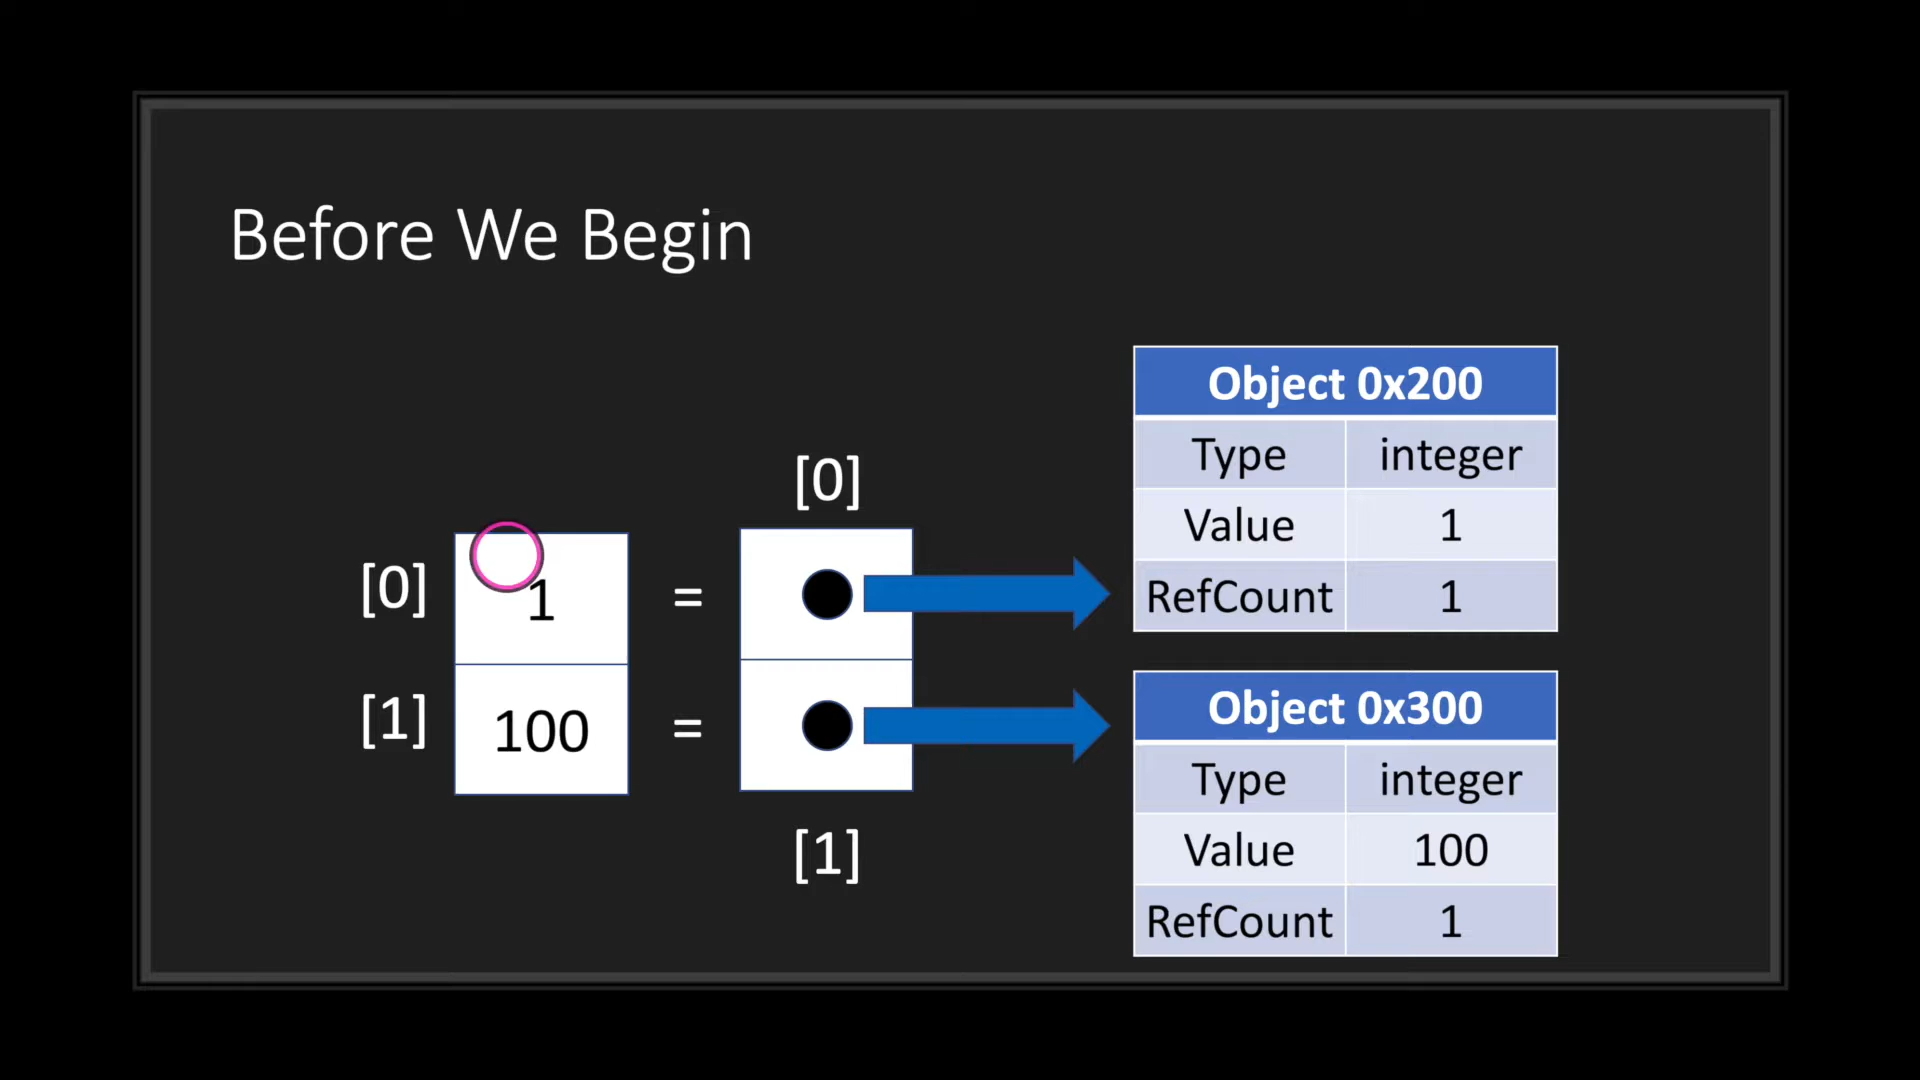 Before We Begin
[0]
1
=
[1]
100
=
[0]
[1]
Object 0x200
Type integer
Value 1
RefCount 1
Object 0x300
Type integer
Value 100
RefCount 1